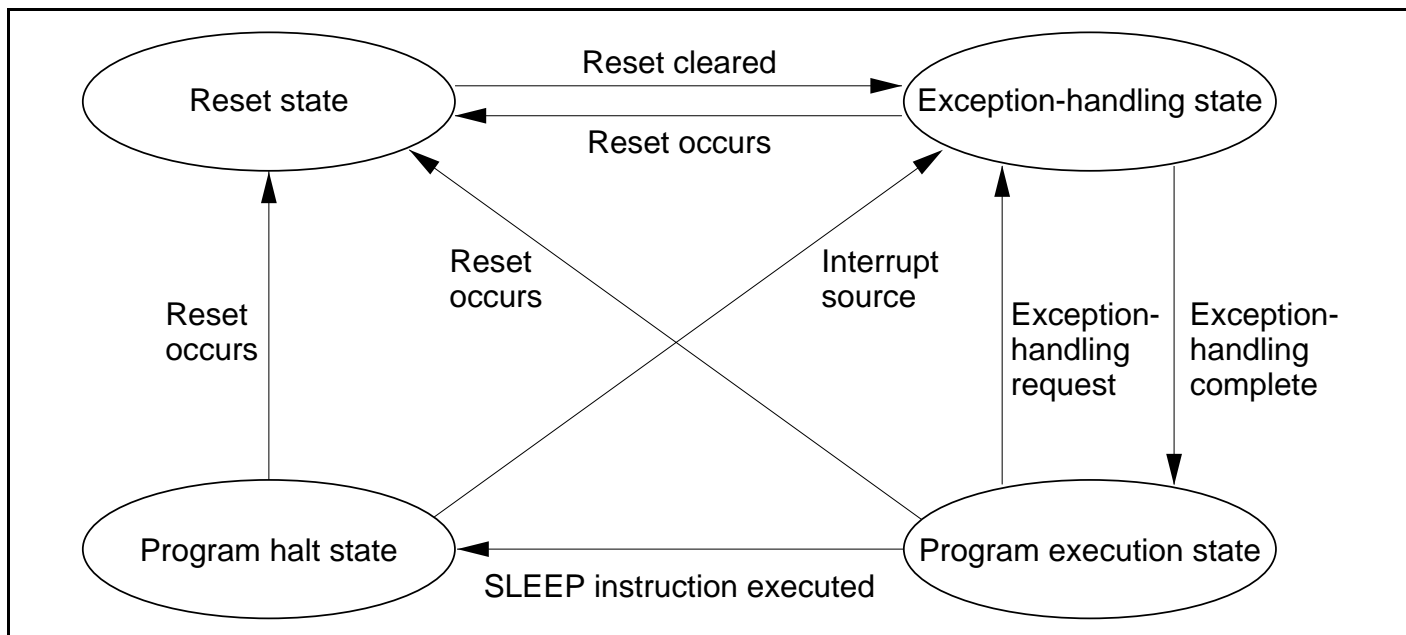 Reset cleared
Reset state
Exception-handling state
Reset occurs
Reset
occurs
Interrupt
source
Reset
occurs
Exception-
handling
request
Exception-
handling
complete
Program halt state
Program execution state
SLEEP instruction executed